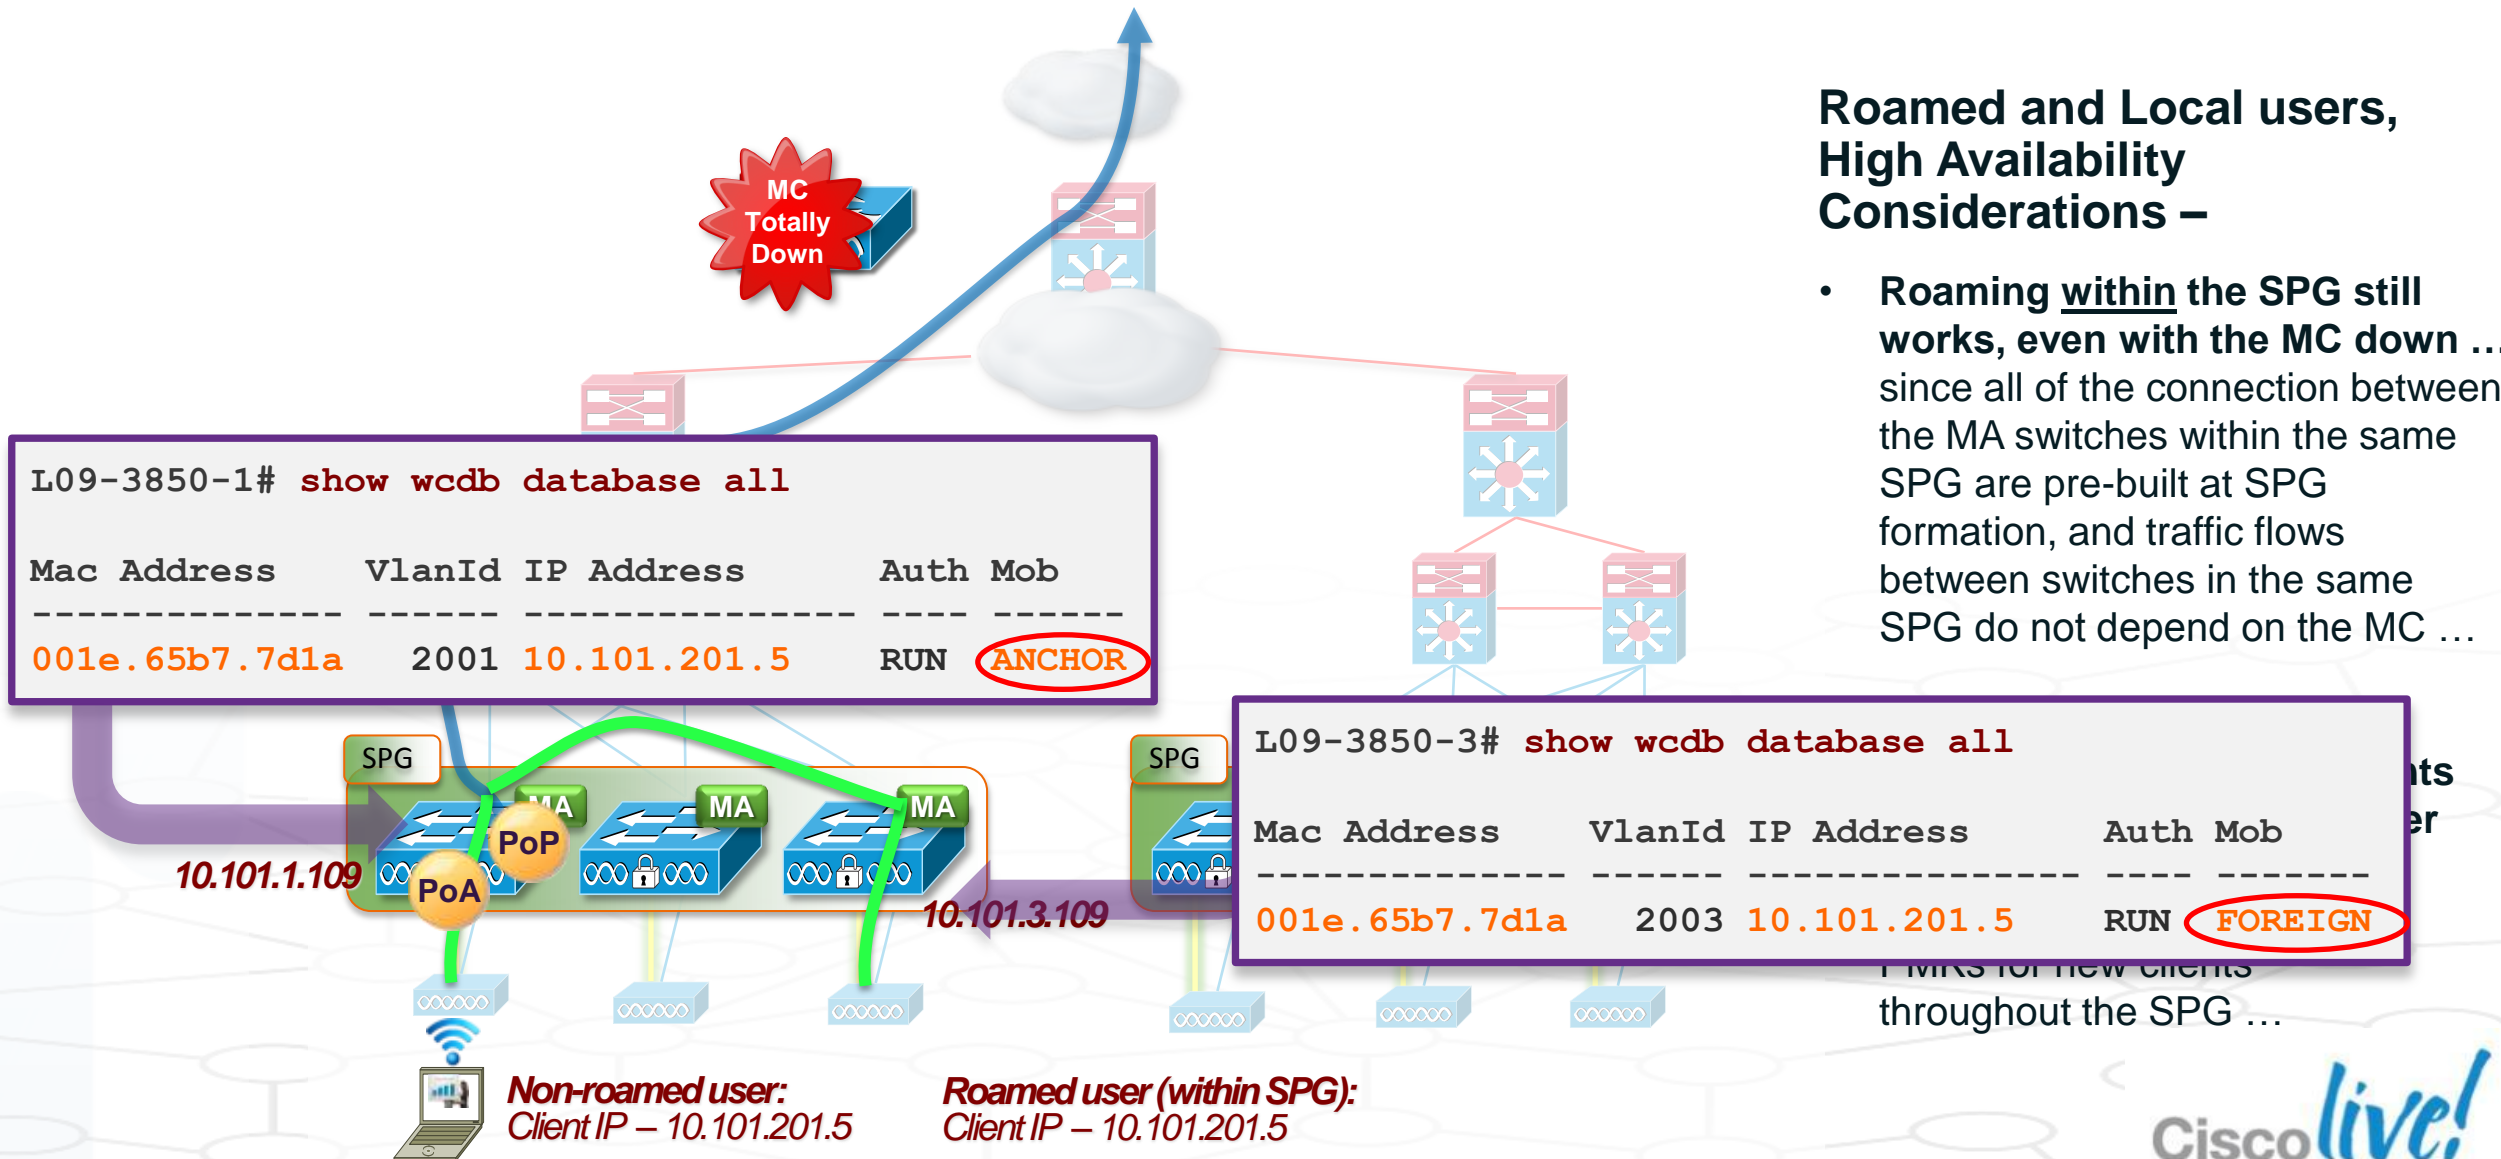 Roamed and Local users,
High Availability
Considerations –
• Roaming within the SPG still
works, even with the MC down …
since all of the connection between
the MA switches within the same
SPG are pre-built at SPG
formation, and traffic flows
between switches in the same
SPG do not depend on the MC …
MC
Totally
Down
L09-3850-1# show wcdb database all
Mac Address VlanId IP Address Auth Mob
-------------- ------ --------------- ---- ------
001e.65b7.7d1a 2001 10.101.201.5 RUN ANCHOR
SPG
MA
MA
MA
PoP
PoA
10.101.1.109
10.101.3.109
SPG
L09-3850-3# show wcdb database all
Mac Address VlanId IP Address Auth Mob
-------------- ------ --------------- ---- -------
001e.65b7.7d1a 2003 10.101.201.5 RUN FOREIGN
for new clients
throughout the SPG …
Non-roamed user:
Client IP – 10.101.201.5
Roamed user (within SPG):
Client IP – 10.101.201.5
Cisco live!